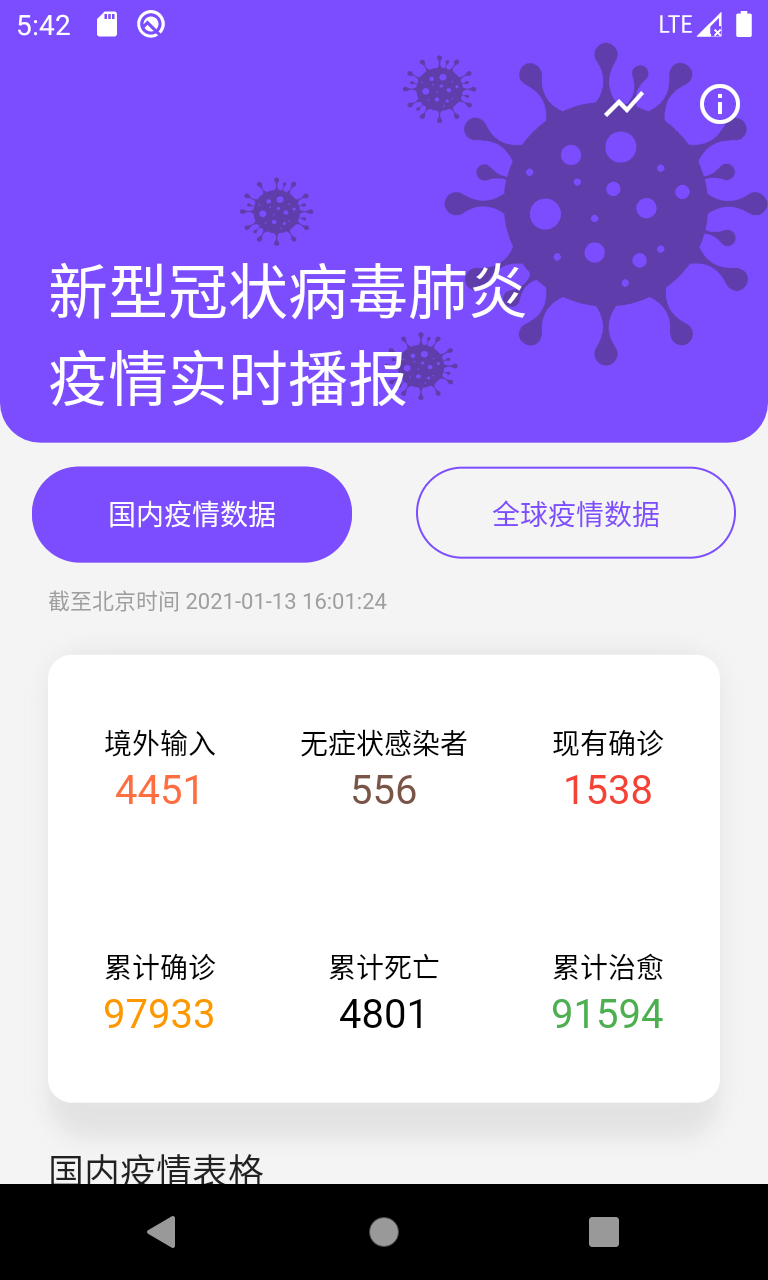 5:42
LTE
新型冠状病毒肺炎
疫情实时播报
国内疫情数据
全球疫情数据
截至北京时间 2021-01-13 16:01:24
境外输入 无症状感染者 现有确诊
4451 556 1538
累计确诊 累计死亡 累计治愈
97933 4801 91594
国内疫情表格